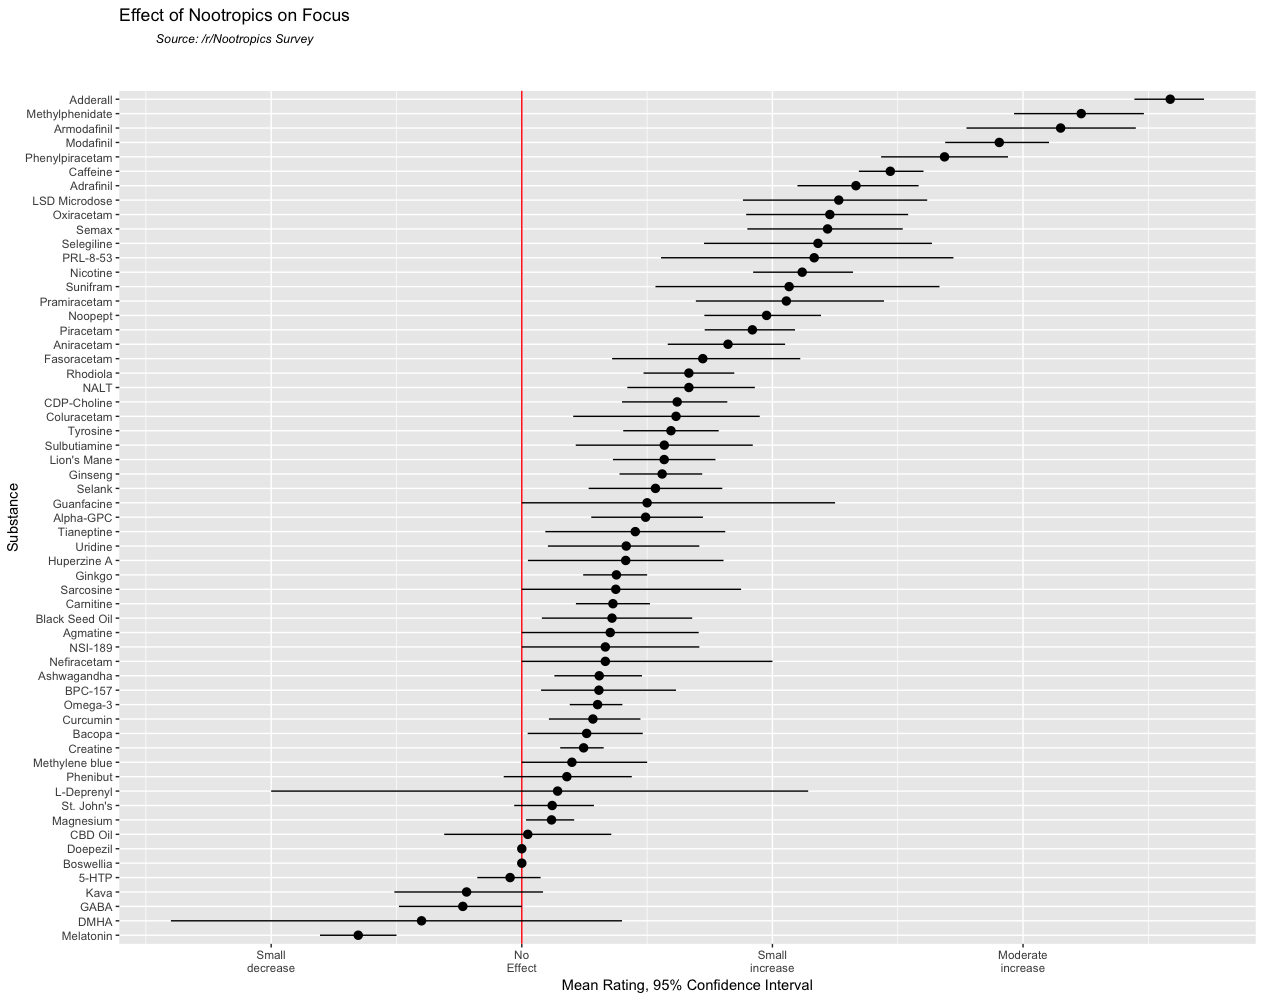 Effect of Nootropics on Focus
Source: /r/Nootropics Survey
Substance
Adderall
Methylphenidate
Armodafinil
Modafinil
Phenylpiracetam
Caffeine
Adrafinil
LSD Microdose
Oxiracetam
Semax
Selegiline
PRL-8-53
Nicotine
Sunifram
Pramiracetam
Noopept
Piracetam
Aniracetam
Fasoracetam
Rhodiola
NALT
CDP-Choline
Coluracetam
Tyrosine
Sulbutiamine
Lion's Mane
Ginseng
Selank
Guanfacine
Alpha-GPC
Tianeptine
Uridine
Huperzine A
Ginkgo
Sarcosine
Carnitine
Black Seed Oil
Agmatine
NSI-189
Nefiracetam
Ashwagandha
BPC-157
Omega-3
Curcumin
Bacopa
Creatine
Methylene blue
Phenibut
L-Deprenyl
St. John's
Magnesium
CBD Oil
Doepezil
Boswellia
5-HTP
Kava
GABA
DMHA
Melatonin
Small
decrease
No
Effect
Small
increase
Moderate
increase
Mean Rating, 95% Confidence Interval